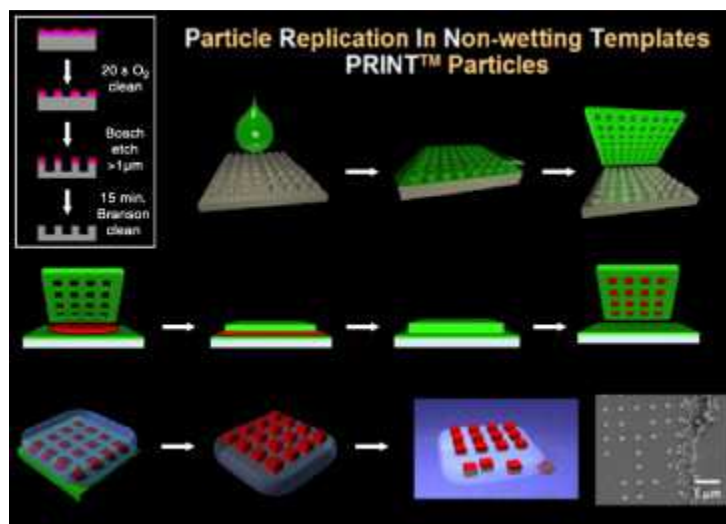 Particle Replication In Non-wetting Templates
PRINT™ Particles
20 s O₂
clean
Bosch
etch
>1μm
15 min.
Branson
clean
1μm